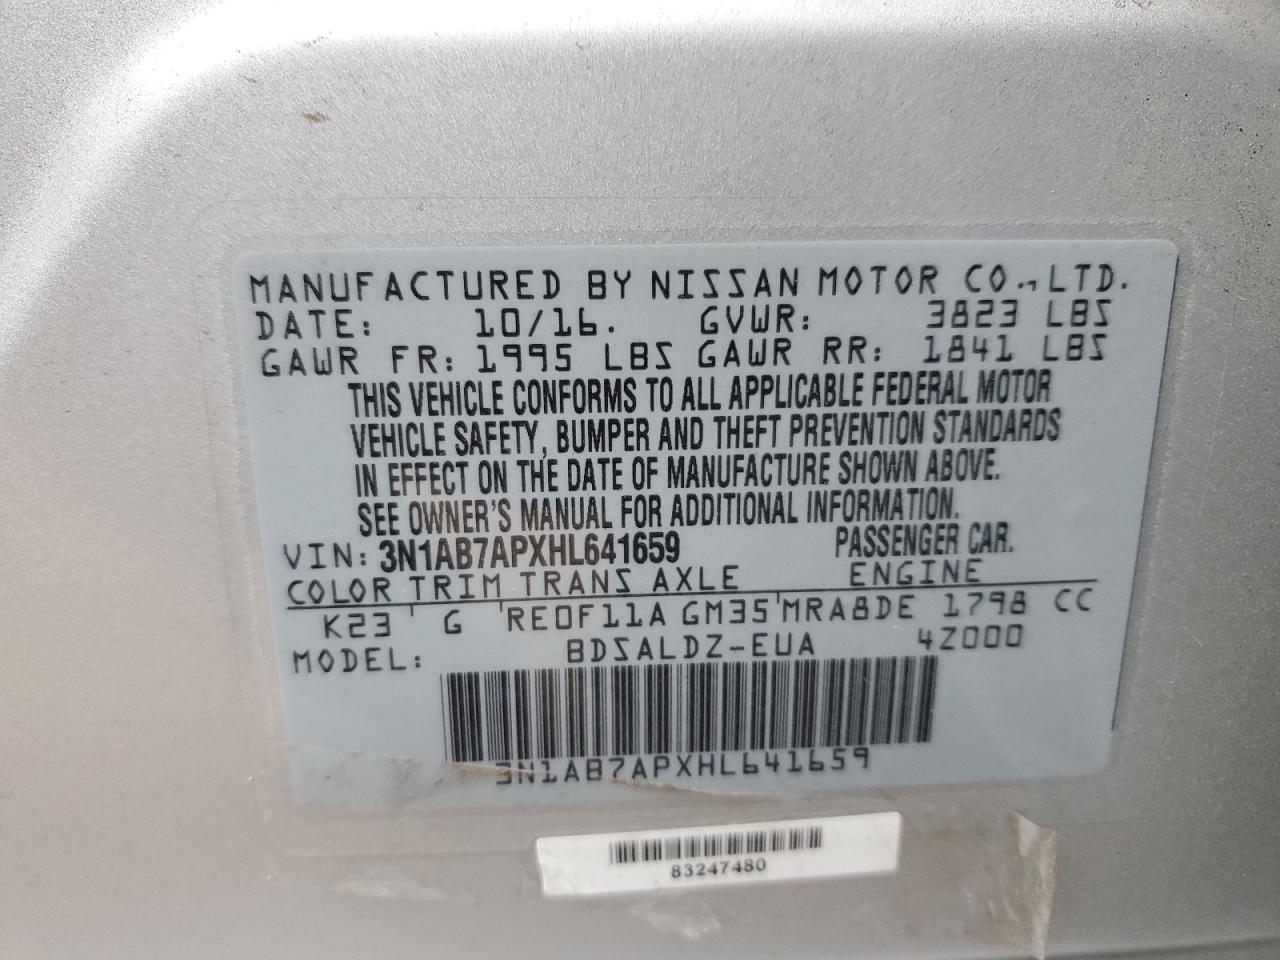 MANUFACTURED BY NISSAN MOTOR CO., LTD.
DATE: 10/16. GVWR: 3823 LBS
GAWR FR: 1995 LBS GAWR RR: 1841 LBS
THIS VEHICLE CONFORMS TO ALL APPLICABLE FEDERAL MOTOR
VEHICLE SAFETY, BUMPER AND THEFT PREVENTION STANDARDS
IN EFFECT ON THE DATE OF MANUFACTURE SHOWN ABOVE.
SEE OWNER'S MANUAL FOR ADDITIONAL INFORMATION.
VIN: 3N1AB7APXHL641659 PASSENGER CAR.
COLOR TRIM TRANS AXLE ENGINE
K23 G RE0F11A GM35 MRA8DE 1798 CC
MODEL: BDSALDZ-EUA 4Z000
3N1AB7APXHL641659
83247480